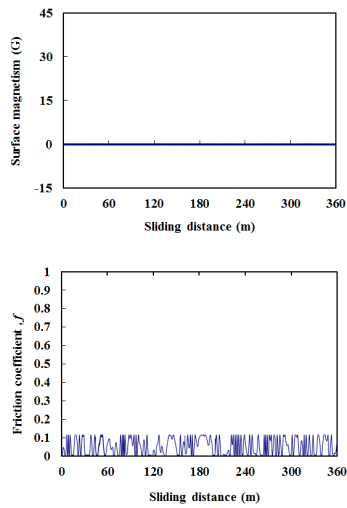 45
30
15
0
-15
Surface magnetism (G)
0 60 120 180 240 300 360
Sliding distance (m)
1
0.9
0.8
0.7
0.6
0.5
0.4
0.3
0.2
0.1
0
Friction coefficient ,f
0 60 120 180 240 300 360
Sliding distance (m)